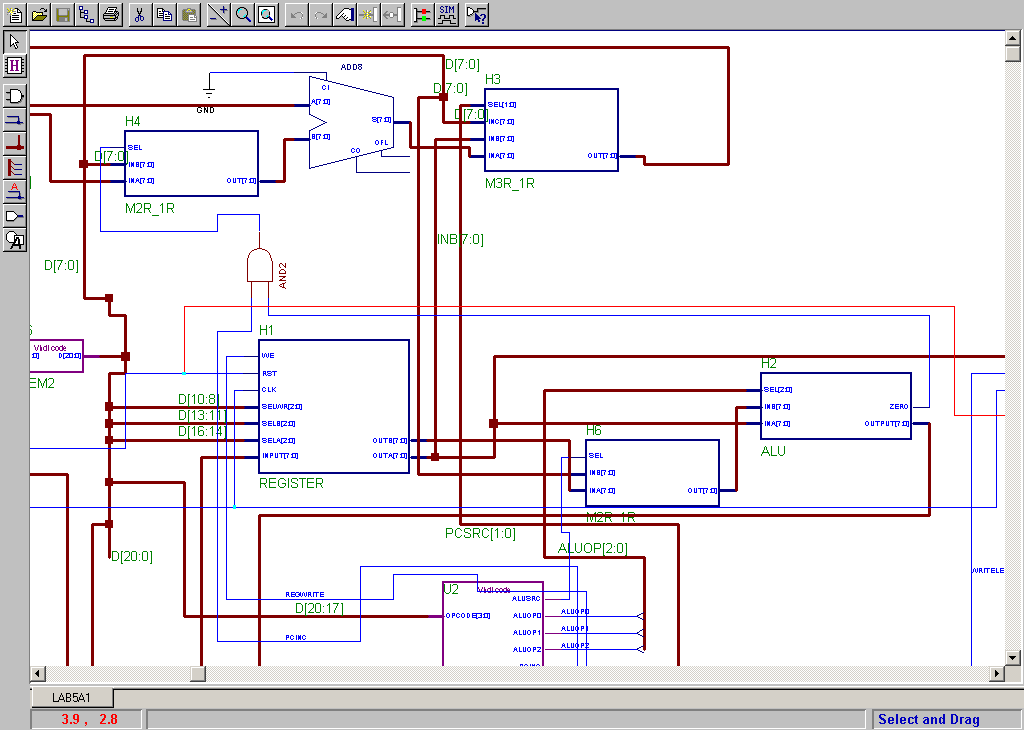 SIM
H
A
D[7:0]
ADD8
H3
D[7:0]
CI
GND
A[7:0]
SEL[1:0]
D[7:0]
INC[7:0]
H4
S[7:0]
B[7:0]
INB[7:0]
SEL
OFL
CO
D[7:0]
INB[7:0]
INA[7:0]
OUT[7:0]
INA[7:0]
OUT[7:0]
M3R_1R
M2R_1R
INB[7:0]
D[7:0]
AND2
H1
Vhdl code
D[20:0]
WE
EM2
RST
H2
CLK
SEL[2:0]
D[10:8]
SELWR[2:0]
INB[7:0]
ZERO
D[13:11]
SELB[2:0]
INA[7:0]
OUTPUT[7:0]
D[16:14]
SELA[2:0]
OUTB[7:0]
H6
INPUT[7:0]
OUTA[7:0]
SEL
ALU
INB[7:0]
REGISTER
INA[7:0]
OUT[7:0]
M2R_1R
PCSRC[1:0]
ALUOP[2:0]
D[20:0]
WRITELE
U2
Vhdl code
REGWRITE
ALUSRC
D[20:17]
OPCODE[3:0]
ALUOP0
ALUOP0
ALUOP1
ALUOP1
PCINC
ALUOP2
ALUOP2
PCINC
LAB5A1
3.9 , 2.8
Select and Drag